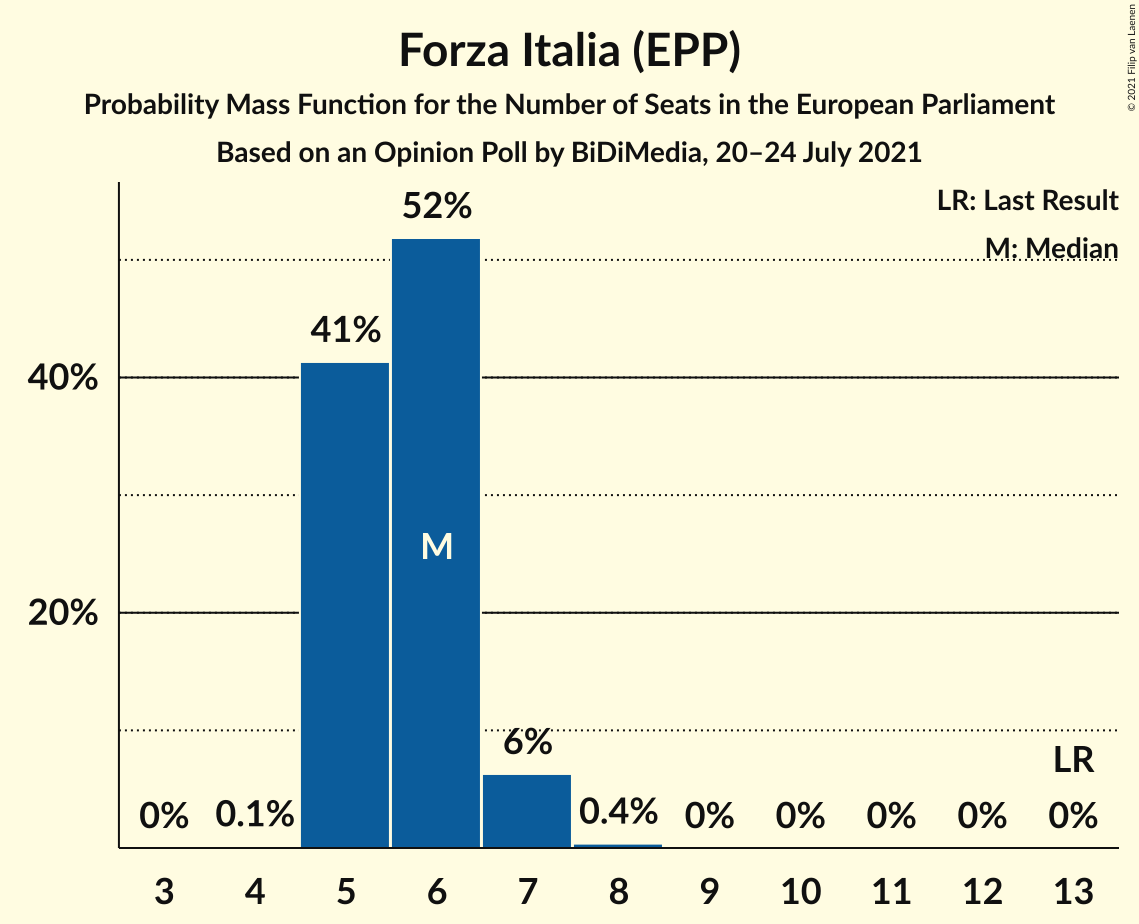 Forza Italia (EPP)
Probability Mass Function for the Number of Seats in the European Parliament
Based on an Opinion Poll by BiDiMedia, 20–24 July 2021
© 2021 Filip van Laenen
LR: Last Result
M: Median
52%
41%
40%
M
20%
6%
LR
0% 0.1% 0.4% 0% 0% 0% 0% 0%
3 4 5 6 7 8 9 10 11 12 13